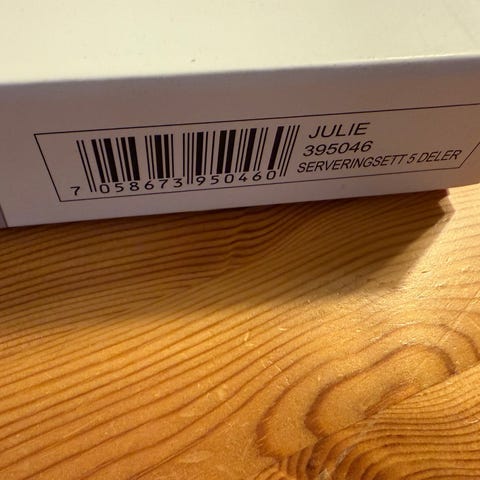 JULIE
395046
SERVERINGSETT 5 DELER
7 058673 950460